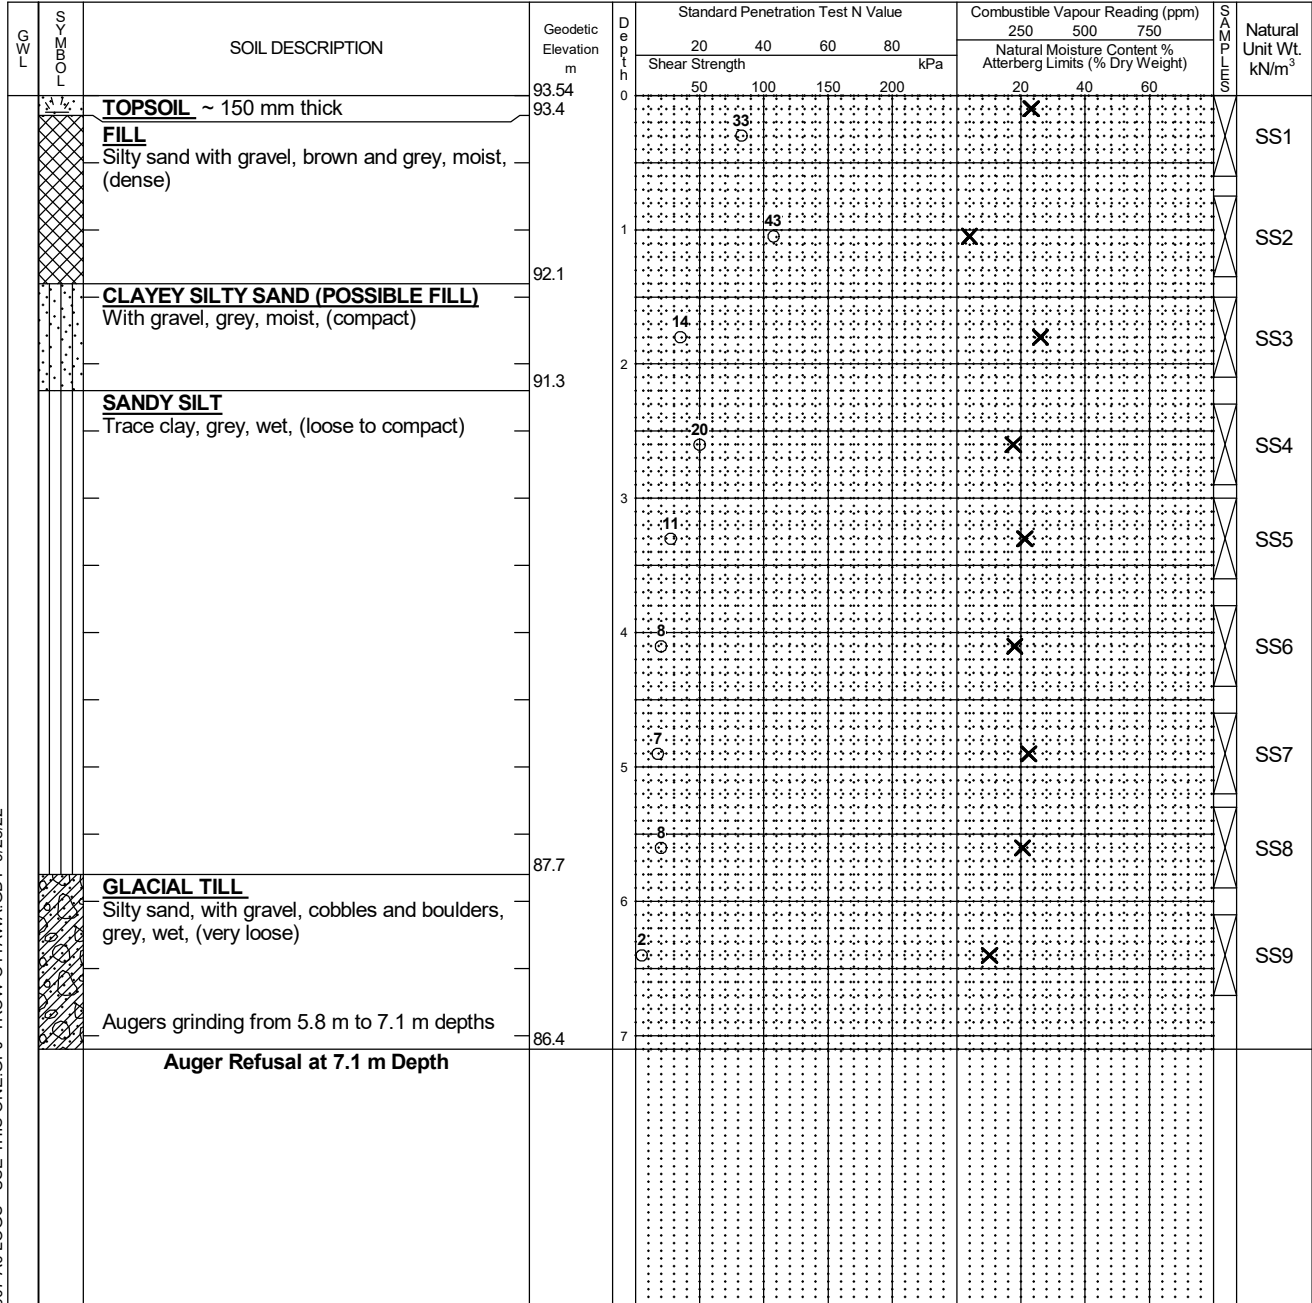 GWL
SYMBOL
SOIL DESCRIPTION
Geodetic
Elevation
m
Depth
Standard Penetration Test N Value
20 40 60 80
Shear Strength kPa
50 100 150 200
Combustible Vapour Reading (ppm)
250 500 750
Natural Moisture Content %
Atterberg Limits (% Dry Weight)
20 40 60
SAMPLES
Natural
Unit Wt.
kN/m³
93.54
0
TOPSOIL ~ 150 mm thick
93.4
FILL
Silty sand with gravel, brown and grey, moist,
(dense)
33
SS1
43
1
SS2
92.1
CLAYEY SILTY SAND (POSSIBLE FILL)
With gravel, grey, moist, (compact)
14
SS3
2
91.3
SANDY SILT
Trace clay, grey, wet, (loose to compact)
20
SS4
3
11
SS5
4
8
SS6
7
SS7
5
8
SS8
87.7
GLACIAL TILL
Silty sand, with gravel, cobbles and boulders,
grey, wet, (very loose)
6
2
SS9
Augers grinding from 5.8 m to 7.1 m depths
86.4
7
Auger Refusal at 7.1 m Depth